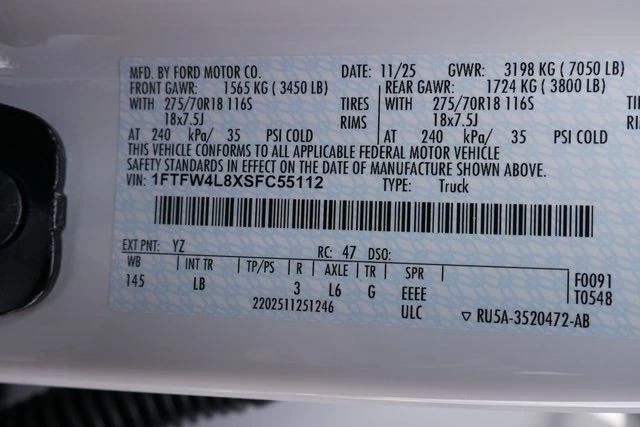 MFD. BY FORD MOTOR CO. DATE: 11/25 GVWR: 3198 KG ( 7050 LB)
FRONT GAWR: 1565 KG ( 3450 LB) REAR GAWR: 1724 KG ( 3800 LB)
WITH 275/70R18 116S TIRES 275/70R18 116S
18x7.5J RIMS 18x7.5J
AT 240 kPa/ 35 PSI COLD AT 240 kPa/ 35 PSI COLD
THIS VEHICLE CONFORMS TO ALL APPLICABLE FEDERAL MOTOR VEHICLE
SAFETY STANDARDS IN EFFECT ON THE DATE OF MANUFACTURE SHOWN ABOVE.
VIN: 1FTFW4L8XSFC55112 TYPE: Truck
EXT PNT: YZ RC: 47 DSO:
WB INT TR TP/PS R AXLE TR SPR F0091
145 LB 3 L6 G EEEE T0548
2202511251246 ULC ▽ RU5A-3520472-AB